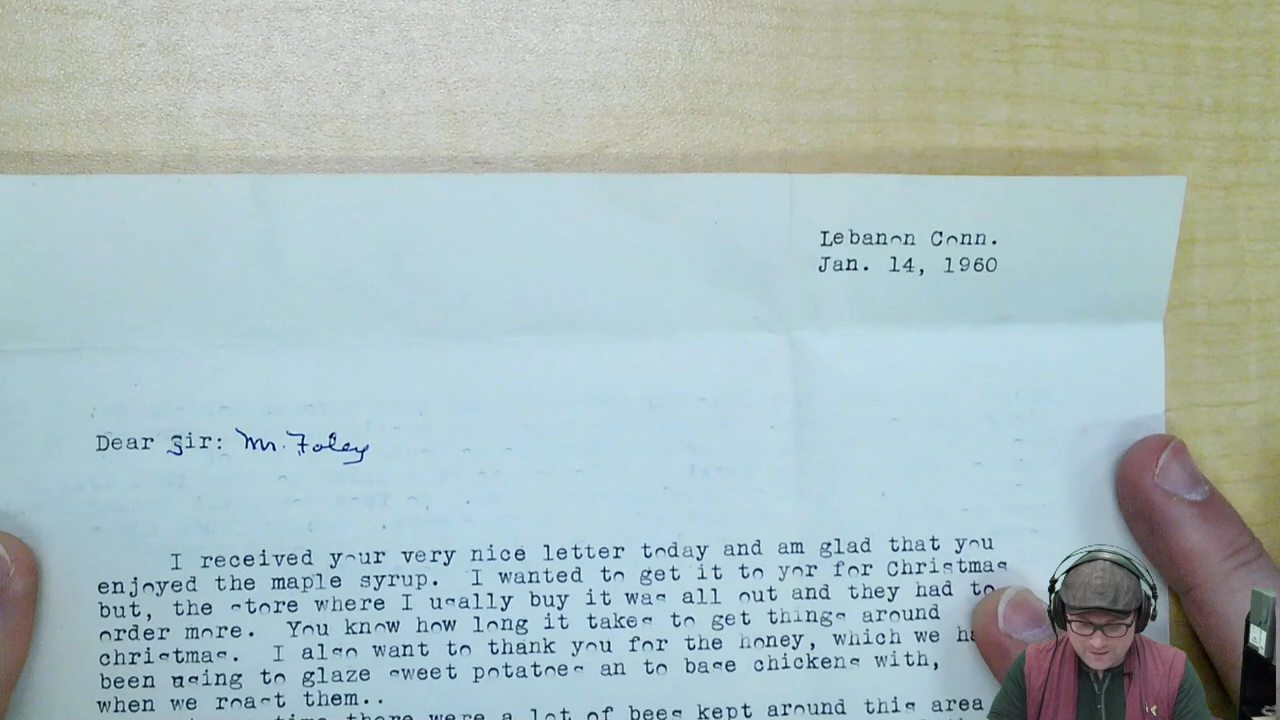 Lebanon Conn.
Jan. 14, 1960
Dear Sir: Mr. Foley
I received your very nice letter today and am glad that you
enjoyed the maple syrup. I wanted to get it to yor for Christmas
but, the store where I usally buy it was all out and they had to
order more. You know how long it takes to get things around
christmas. I also want to thank you for the honey, which we
been using to glaze sweet potatoes an to base chickens with,
when we roast them..
time there were a lot of bees kept around this area